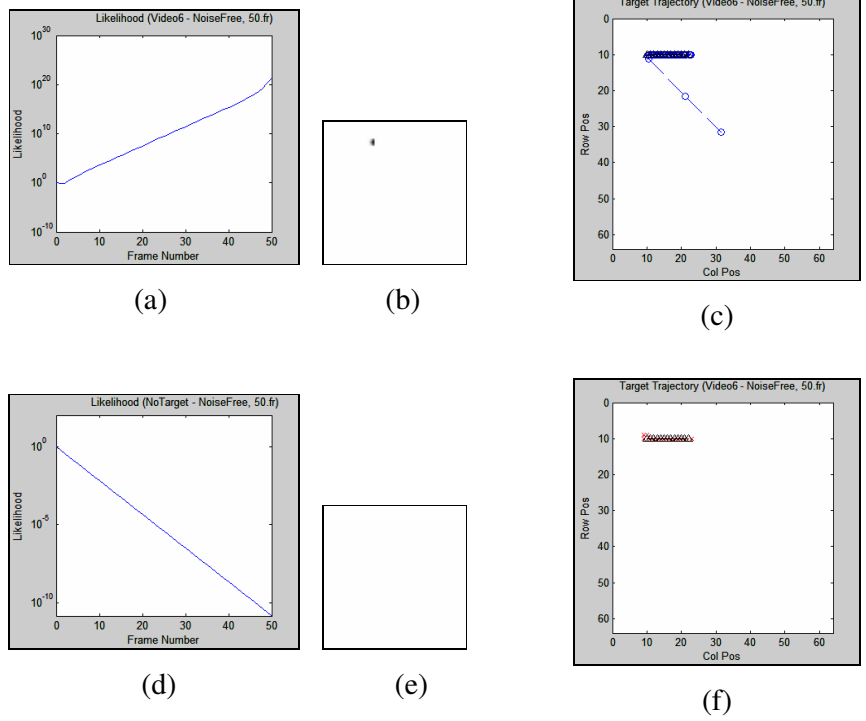 Likelihood (Video6 - NoiseFree, 50.fr)
10^30
10^20
10^10
10^0
10^-10
Likelihood
0 10 20 30 40 50
Frame Number
(a)
(b)
Target Trajectory (Video6 - NoiseFree, 50.fr)
0
10
20
30
40
50
60
Row Pos
0 10 20 30 40 50 60
Col Pos
(c)
Likelihood (NoTarget - NoiseFree, 50.fr)
10^0
10^-5
10^-10
Likelihood
0 10 20 30 40 50
Frame Number
(d)
(e)
Target Trajectory (Video6 - NoiseFree, 50.fr)
0
10
20
30
40
50
60
Row Pos
0 10 20 30 40 50 60
Col Pos
(f)